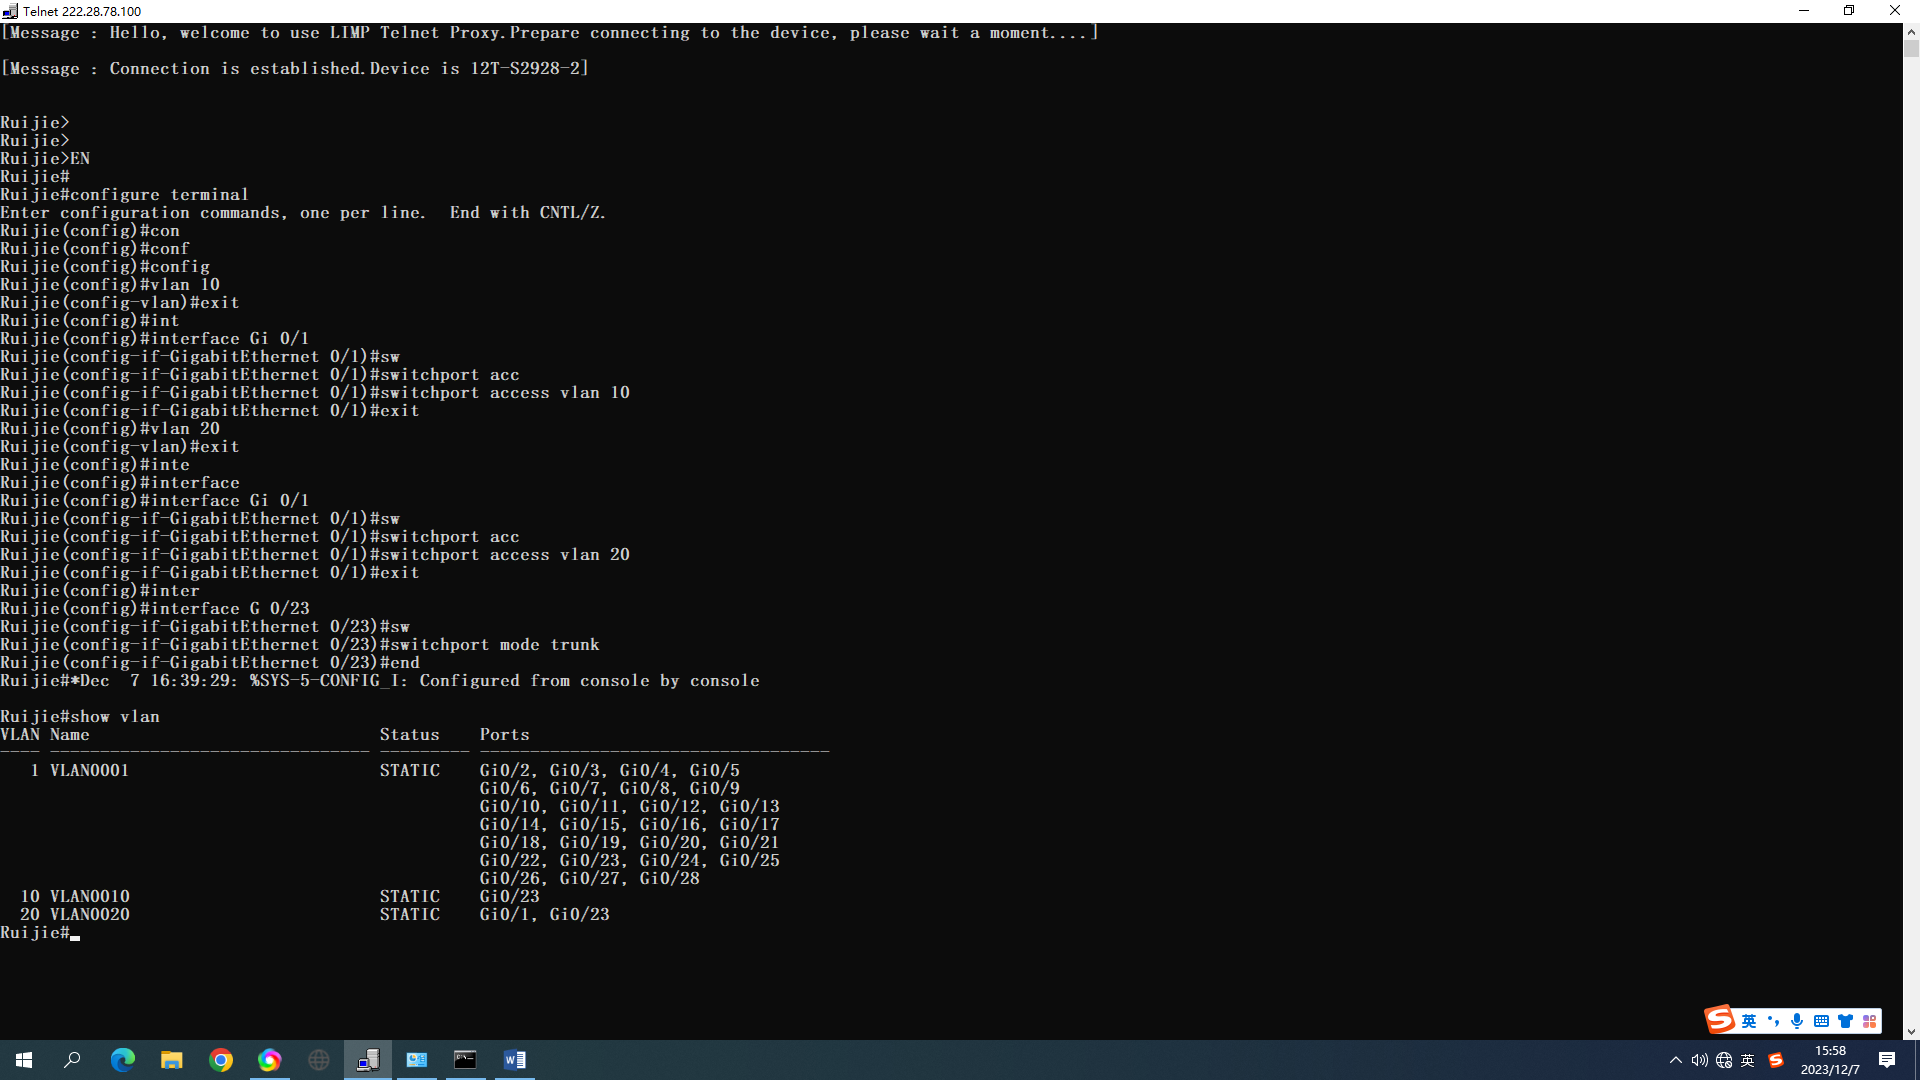 Telnet 222.28.78.100
[Message : Hello, welcome to use LIMP Telnet Proxy.Prepare connecting to the device, please wait a moment....]
[Message : Connection is established.Device is 12T-S2928-2]
Ruijie>
Ruijie>
Ruijie>EN
Ruijie#
Ruijie#configure terminal
Enter configuration commands, one per line.  End with CNTL/Z.
Ruijie(config)#con
Ruijie(config)#conf
Ruijie(config)#config
Ruijie(config)#vlan 10
Ruijie(config-vlan)#exit
Ruijie(config)#int
Ruijie(config)#interface Gi 0/1
Ruijie(config-if-GigabitEthernet 0/1)#sw
Ruijie(config-if-GigabitEthernet 0/1)#switchport acc
Ruijie(config-if-GigabitEthernet 0/1)#switchport access vlan 10
Ruijie(config-if-GigabitEthernet 0/1)#exit
Ruijie(config)#vlan 20
Ruijie(config-vlan)#exit
Ruijie(config)#inte
Ruijie(config)#interface
Ruijie(config)#interface Gi 0/1
Ruijie(config-if-GigabitEthernet 0/1)#sw
Ruijie(config-if-GigabitEthernet 0/1)#switchport acc
Ruijie(config-if-GigabitEthernet 0/1)#switchport access vlan 20
Ruijie(config-if-GigabitEthernet 0/1)#exit
Ruijie(config)#inter
Ruijie(config)#interface G 0/23
Ruijie(config-if-GigabitEthernet 0/23)#sw
Ruijie(config-if-GigabitEthernet 0/23)#switchport mode trunk
Ruijie(config-if-GigabitEthernet 0/23)#end
Ruijie#*Dec  7 16:39:29: %SYS-5-CONFIG_I: Configured from console by console
Ruijie#show vlan
VLAN Name                             Status    Ports
---- -------------------------------- --------- -----------------------------------
   1 VLAN0001                         STATIC    Gi0/2, Gi0/3, Gi0/4, Gi0/5
                                                Gi0/6, Gi0/7, Gi0/8, Gi0/9
                                                Gi0/10, Gi0/11, Gi0/12, Gi0/13
                                                Gi0/14, Gi0/15, Gi0/16, Gi0/17
                                                Gi0/18, Gi0/19, Gi0/20, Gi0/21
                                                Gi0/22, Gi0/23, Gi0/24, Gi0/25
                                                Gi0/26, Gi0/27, Gi0/28
  10 VLAN0010                         STATIC    Gi0/23
  20 VLAN0020                         STATIC    Gi0/1, Gi0/23
Ruijie#
英
英
15:58
2023/12/7